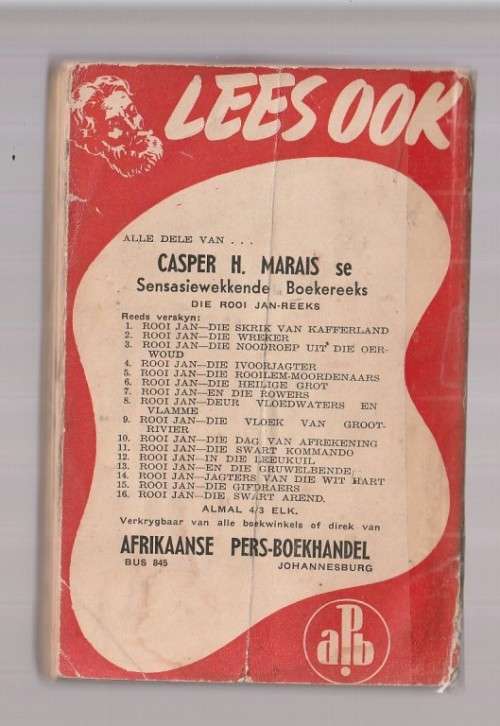 LEES OOK
ALLE DELE VAN . . .
CASPER H. MARAIS se
Sensasiewekkende Boekereeks
DIE ROOI JAN-REEKS
Reeds verskyn:
1. ROOI JAN—DIE SKRIK VAN KAFFERLAND
2. ROOI JAN—DIE WREKER
3. ROOI JAN—DIE NOODROEP UIT DIE OER-
WOUD
4. ROOI JAN—DIE IVOORJAGTER
5. ROOI JAN—DIE ROOILEM-MOORDENAARS
6. ROOI JAN—DIE HEILIGE GROT
7. ROOI JAN—EN DIE ROWERS
8. ROOI JAN—DEUR VLOEDWATERS EN
VLAMME
9. ROOI JAN—DIE VLOEK VAN GROOT-
RIVIER
10. ROOI JAN—DIE DAG VAN AFREKENING
11. ROOI JAN—DIE SWART KOMMANDO
12. ROOI JAN—IN DIE LEEUKUIL
13. ROOI JAN—EN DIE GRUWELBENDE
14. ROOI JAN—JAGTERS VAN DIE WIT HART
15. ROOI JAN—DIE GIFDRAERS
16. ROOI JAN—DIE SWART AREND.
ALMAL 4/3 ELK.
Verkrygbaar van alle boekwinkels of direk van
AFRIKAANSE PERS-BOEKHANDEL
BUS 845 JOHANNESBURG
aPb